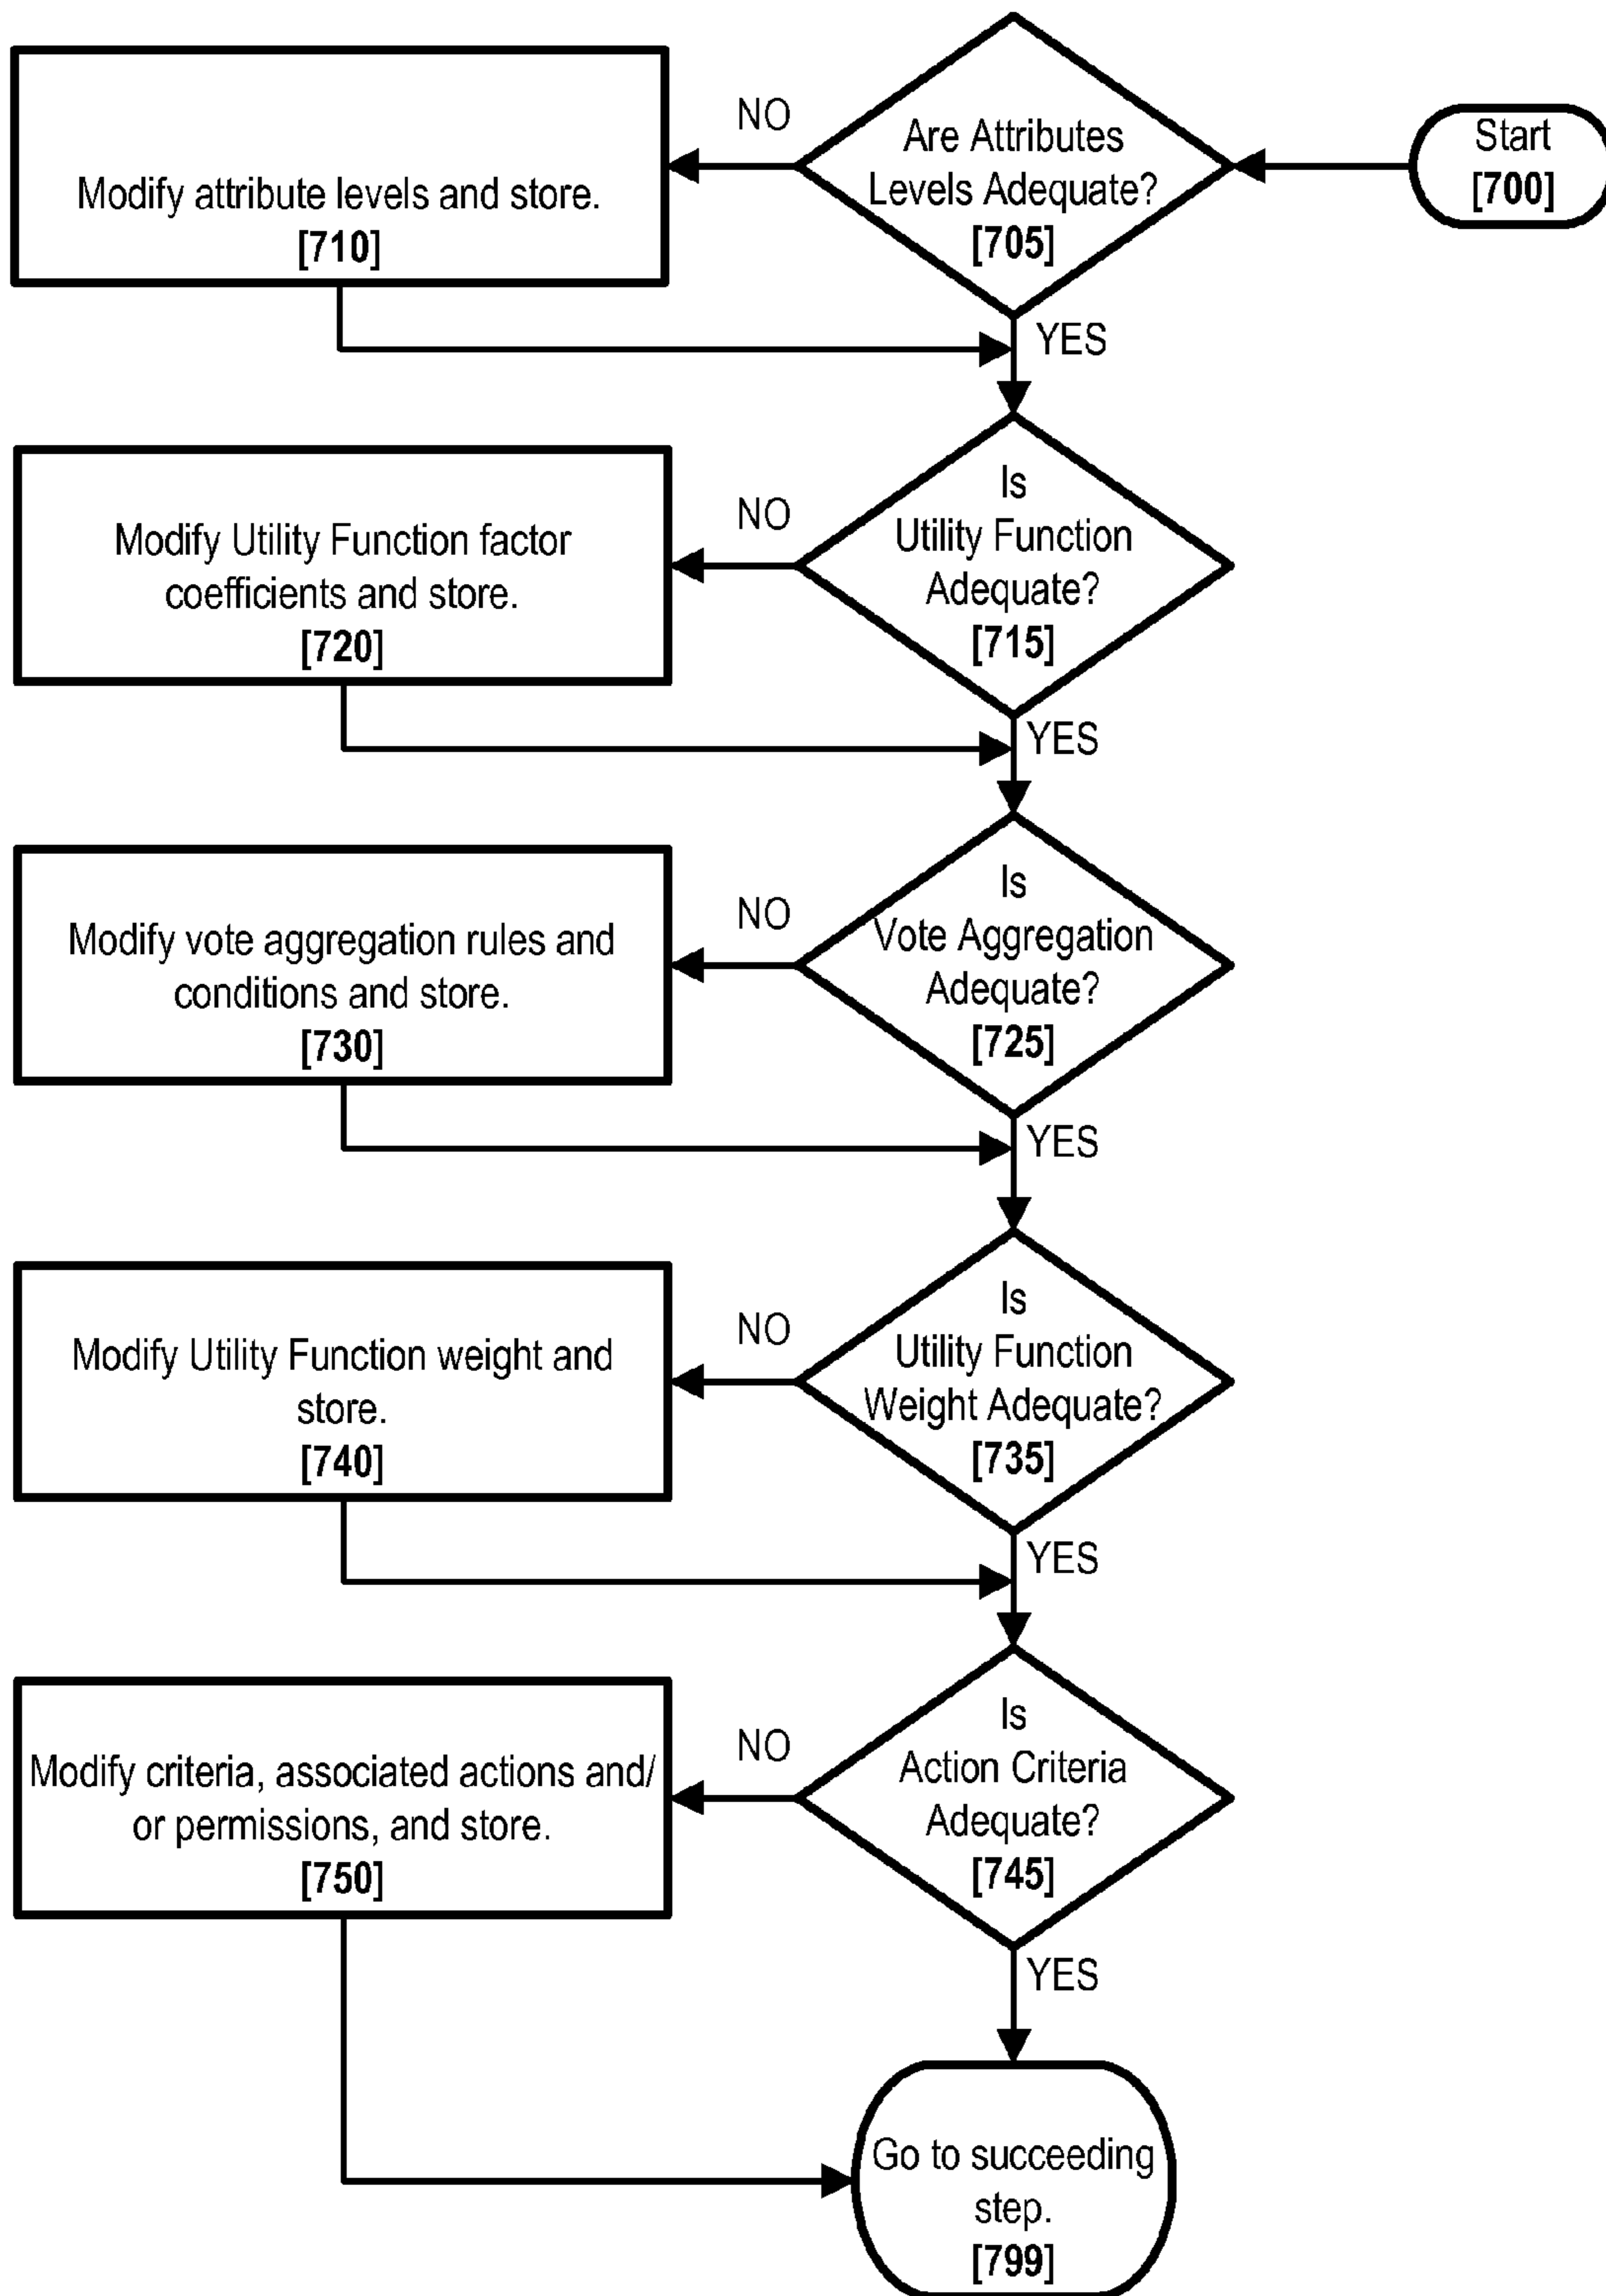 Start
[700]
Are Attributes
Levels Adequate?
[705]
NO
Modify attribute levels and store.
[710]
YES
Is
Utility Function
Adequate?
[715]
NO
Modify Utility Function factor
coefficients and store.
[720]
YES
Is
Vote Aggregation
Adequate?
[725]
NO
Modify vote aggregation rules and
conditions and store.
[730]
YES
Is
Utility Function
Weight Adequate?
[735]
NO
Modify Utility Function weight and
store.
[740]
YES
Is
Action Criteria
Adequate?
[745]
NO
Modify criteria, associated actions and/
or permissions, and store.
[750]
YES
Go to succeeding
step.
[799]